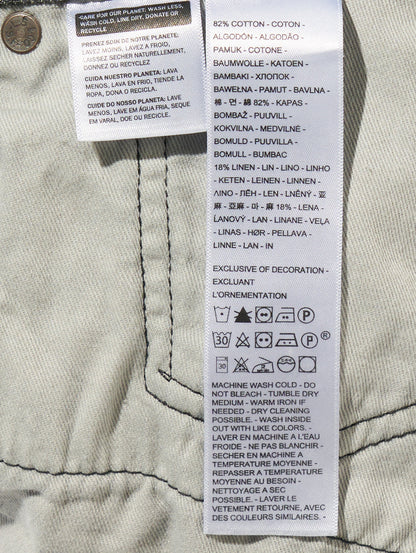 CARE FOR OUR PLANET: WASH LESS,
WASH COLD, LINE DRY, DONATE OR
RECYCLE
PRENEZ SOIN DE NOTRE PLANETE:
LAVEZ MOINS, LAVEZ A FROID,
LAISSEZ SECHER NATURELLEMENT,
DONNEZ OU RECYCLEZ
CUIDA NUESTRO PLANETA: LAVA
MENOS, LAVA EN FRIO, TIENDE LA
ROPA, DONA O RECICLA.
CUIDE DO NOSSO PLANETA: LAVE
MENOS, LAVE EM ÁGUA FRIA, SEQUE
EM VARAL, DOE OU RECICLE.
82% COTTON - COTON -
ALGODÓN - ALGODÃO -
PAMUK - COTONE -
BAUMWOLLE - KATOEN -
BAMBAKI - ХЛОПОК -
BAWEŁNA - PAMUT - BAVLNA -
棉 - 면 - 綿 82% - KAPAS -
BOMBAŽ - PUUVILL -
KOKVILNA - MEDVILNĖ -
BOMULD - PUUVILLA -
BOMULL - BUMBAC
18% LINEN - LIN - LINO - LINHO
- KETEN - LEINEN - LINNEN -
ΛΙΝΟ - ЛЁН - LEN - LNĚNÝ - 亚
麻 - 亞麻 - 마 - 麻 18% - LENA -
ĽANOVÝ - LAN - LINANE - VEĻA
- LINAS - HØR - PELLAVA -
LINNE - LAN - IN
EXCLUSIVE OF DECORATION -
EXCLUANT
L'ORNEMENTATION
P
30 P
30
MACHINE WASH COLD - DO
NOT BLEACH - TUMBLE DRY
MEDIUM - WARM IRON IF
NEEDED - DRY CLEANING
POSSIBLE. - WASH INSIDE
OUT WITH LIKE COLORS. -
LAVER EN MACHINE A L'EAU
FROIDE - NE PAS BLANCHIR -
SECHER EN MACHINE A
TEMPERATURE MOYENNE -
REPASSER A TEMPERATURE
MOYENNE AU BESOIN -
NETTOYAGE A SEC
POSSIBLE. - LAVER LE
VETEMENT RETOURNE, AVEC
DES COULEURS SIMILAIRES. -